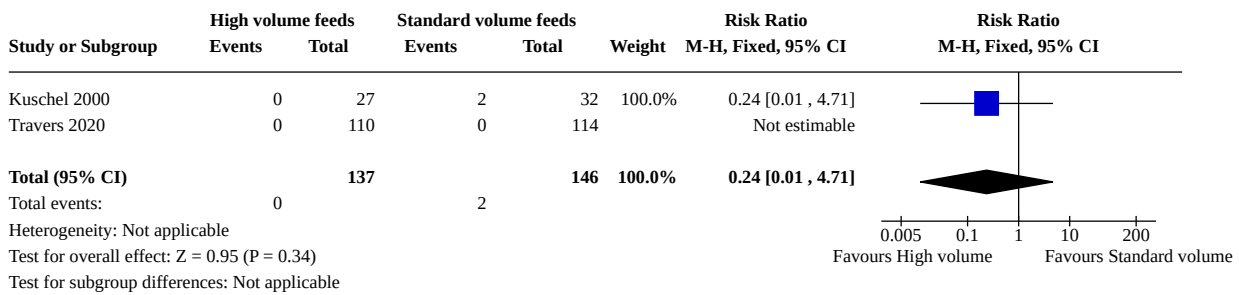 High volume feeds Standard volume feeds Risk Ratio Risk Ratio
Study or Subgroup Events Total Events Total Weight M-H, Fixed, 95% CI M-H, Fixed, 95% CI
Kuschel 2000 0 27 2 32 100.0% 0.24 [0.01 , 4.71]
Travers 2020 0 110 0 114 Not estimable
Total (95% CI) 137 146 100.0% 0.24 [0.01 , 4.71]
Total events: 0 2
Heterogeneity: Not applicable
0.005 0.1 1 10 200
Test for overall effect: Z = 0.95 (P = 0.34)
Favours High volume Favours Standard volume
Test for subgroup differences: Not applicable